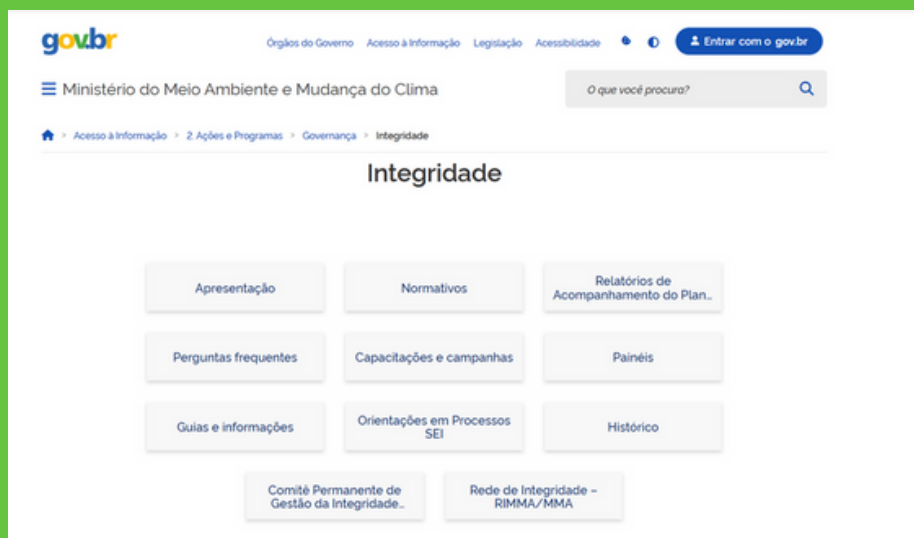 gov.br
Órgãos do Governo Acesso à Informação Legislação Acessibilidade Entrar com o gov.br
Ministério do Meio Ambiente e Mudança do Clima
O que você procura?
> Acesso à Informação > 2. Ações e Programas > Governança > Integridade
Integridade
Apresentação
Normativos
Relatórios de
Acompanhamento do Plan...
Perguntas frequentes
Capacitações e campanhas
Painéis
Guias e informações
Orientações em Processos
SEI
Histórico
Comitê Permanente de
Gestão da Integridade...
Rede de Integridade –
RIMMA/MMA